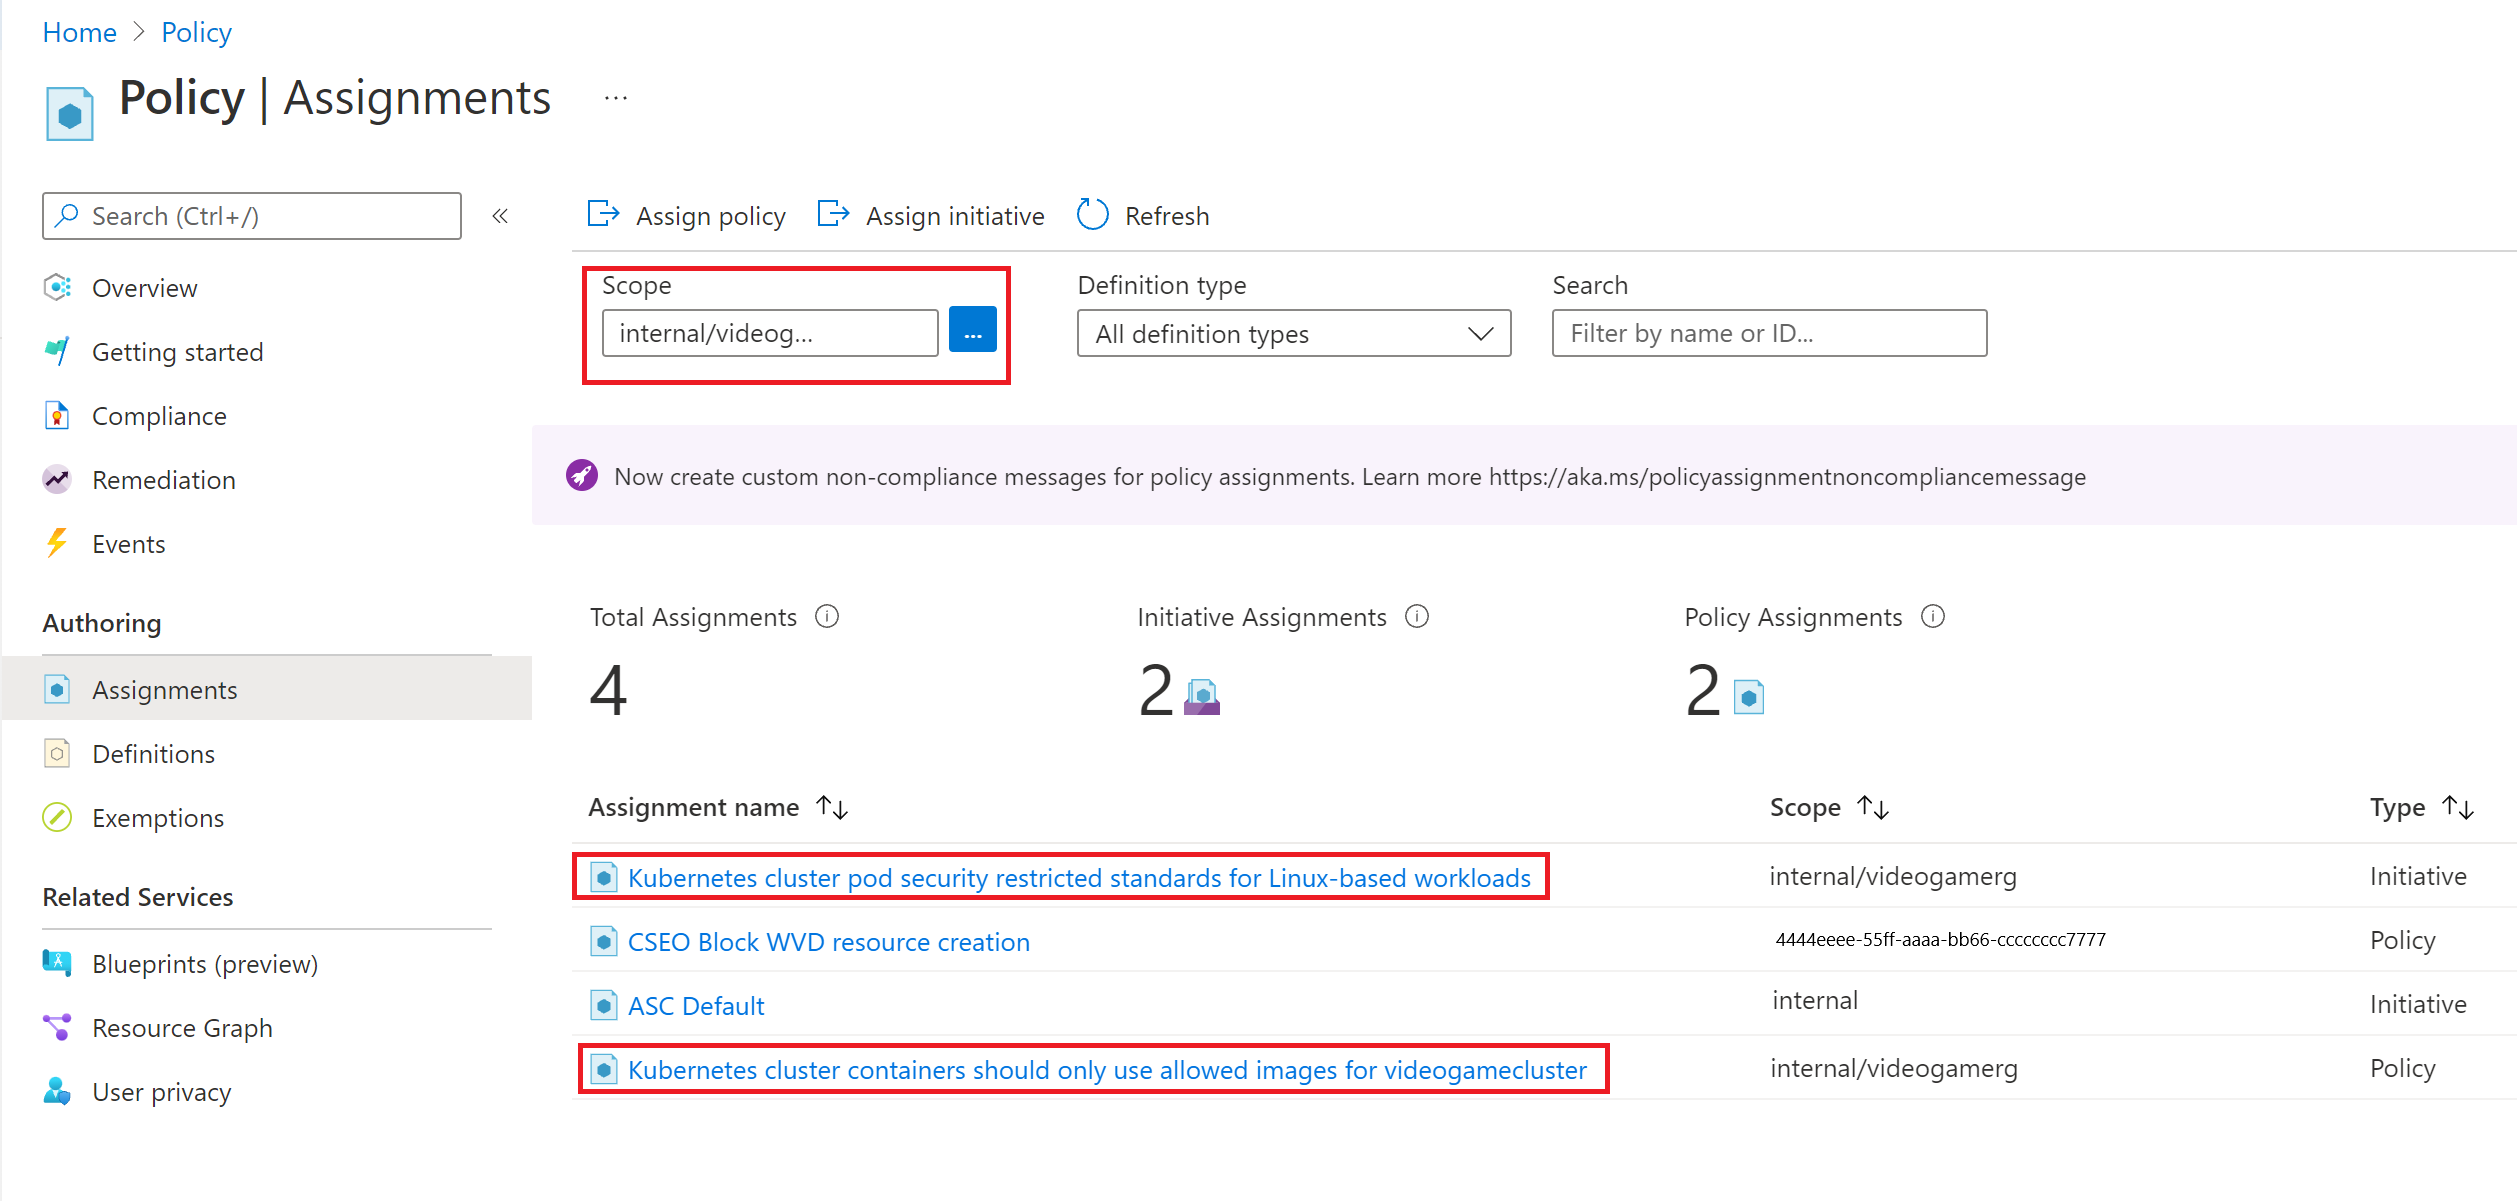 Home > Policy
Policy | Assignments ...
Search (Ctrl+/)
«
Overview
Getting started
Compliance
Remediation
Events
Authoring
Assignments
Definitions
Exemptions
Related Services
Blueprints (preview)
Resource Graph
User privacy
Assign policy Assign initiative Refresh
Scope Definition type Search
internal/videog... ... All definition types Filter by name or ID...
Now create custom non-compliance messages for policy assignments. Learn more https://aka.ms/policyassignmentnoncompliancemessage
Total Assignments Initiative Assignments Policy Assignments
4 2 2
Assignment name ↑↓ Scope ↑↓ Type ↑↓
Kubernetes cluster pod security restricted standards for Linux-based workloads internal/videogamerg Initiative
CSEO Block WVD resource creation 4444eeee-55ff-aaaa-bb66-cccccccc7777 Policy
ASC Default internal Initiative
Kubernetes cluster containers should only use allowed images for videogamecluster internal/videogamerg Policy